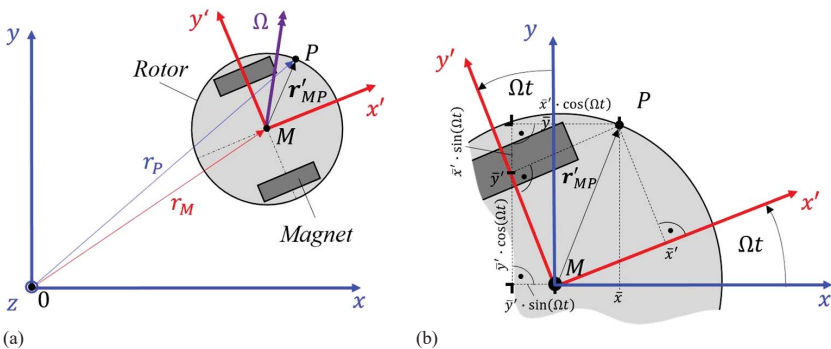 y
y‘
Ω
P
Rotor
r′MP
x‘
M
rP
rM
Magnet
z
0
x
(a)
y
y′
Ωt
x̄′ · cos(Ωt)
P
ȳ
x̄′ · sin(Ωt)
ȳ′
r′MP
x′
ȳ′ · cos(Ωt)
x̄′
Ωt
M
ȳ′ · sin(Ωt)
x̄
x
(b)